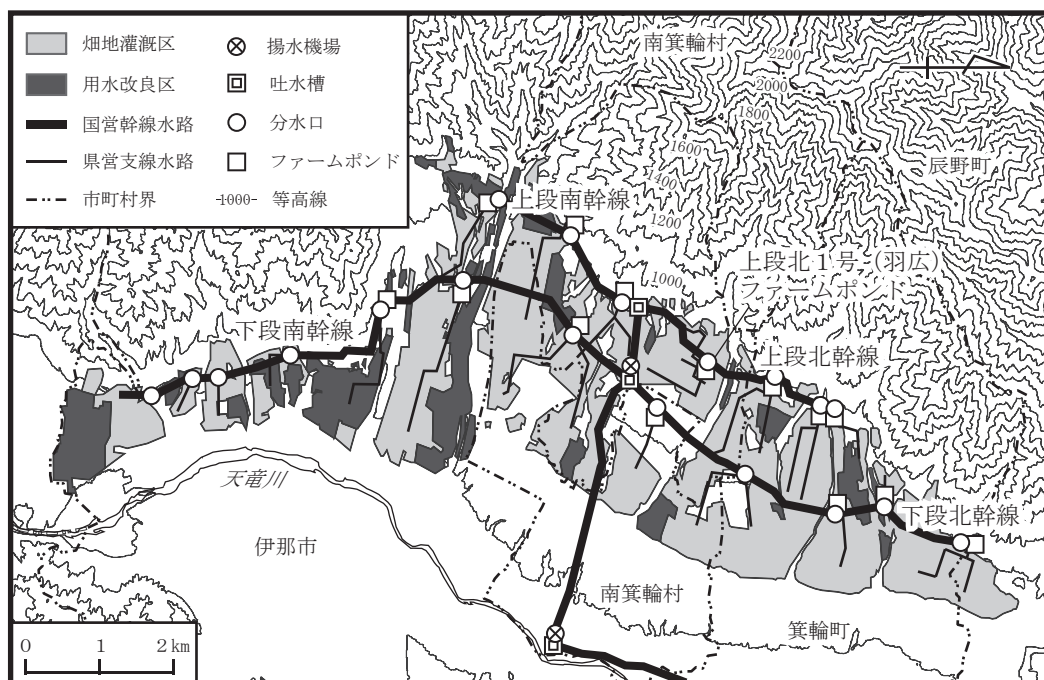 畑地灌漑区
用水改良区
国営幹線水路
県営支線水路
市町村界
揚水機場
吐水槽
分水口
ファームポンド
-1000- 等高線
南箕輪村
2200
2000
1800
1600
1400
1200
1000
辰野町
上段南幹線
上段北1号(羽広)
ファームポンド
上段北幹線
下段南幹線
下段北幹線
天竜川
伊那市
南箕輪村
箕輪町
0 1 2km